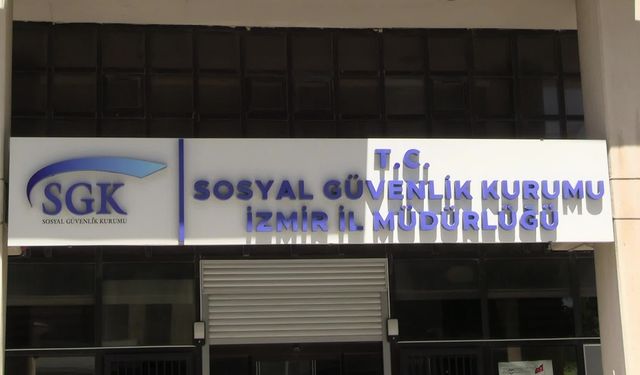 SGK
SOSYAL GÜVENLİK KURUMU
T.C.
SOSYAL GÜVENLİK KURUMU
İZMİR İL MÜDÜRLÜĞÜ